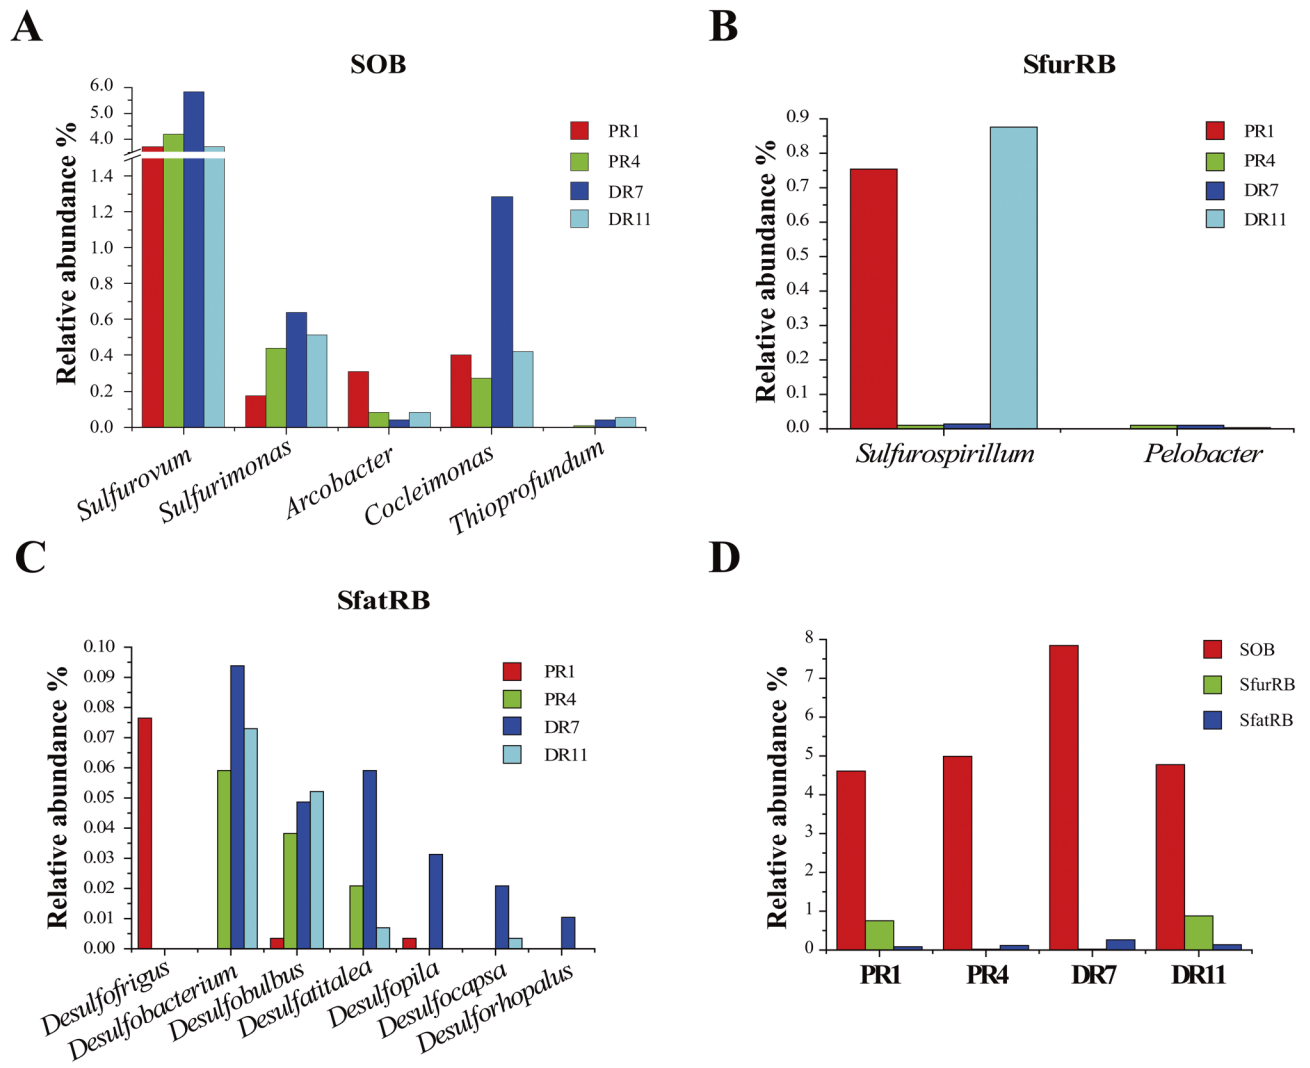 A
SOB
Relative abundance %
6.0
5.0
4.0
1.4
1.2
1.0
0.8
0.6
0.4
0.2
0.0
PR1
PR4
DR7
DR11
Sulfurovum
Sulfurimonas
Arcobacter
Cocleimonas
Thioprofundum
B
SfurRB
Relative abundance %
0.9
0.8
0.7
0.6
0.5
0.4
0.3
0.2
0.1
0.0
PR1
PR4
DR7
DR11
Sulfurospirillum
Pelobacter
C
SfatRB
Relative abundance %
0.10
0.09
0.08
0.07
0.06
0.05
0.04
0.03
0.02
0.01
0.00
PR1
PR4
DR7
DR11
Desulfofrigus
Desulfobacterium
Desulfobulbus
Desulfatitalea
Desulfopila
Desulfocapsa
Desulforhopalus
D
Relative abundance %
8
7
6
5
4
3
2
1
0
SOB
SfurRB
SfatRB
PR1
PR4
DR7
DR11